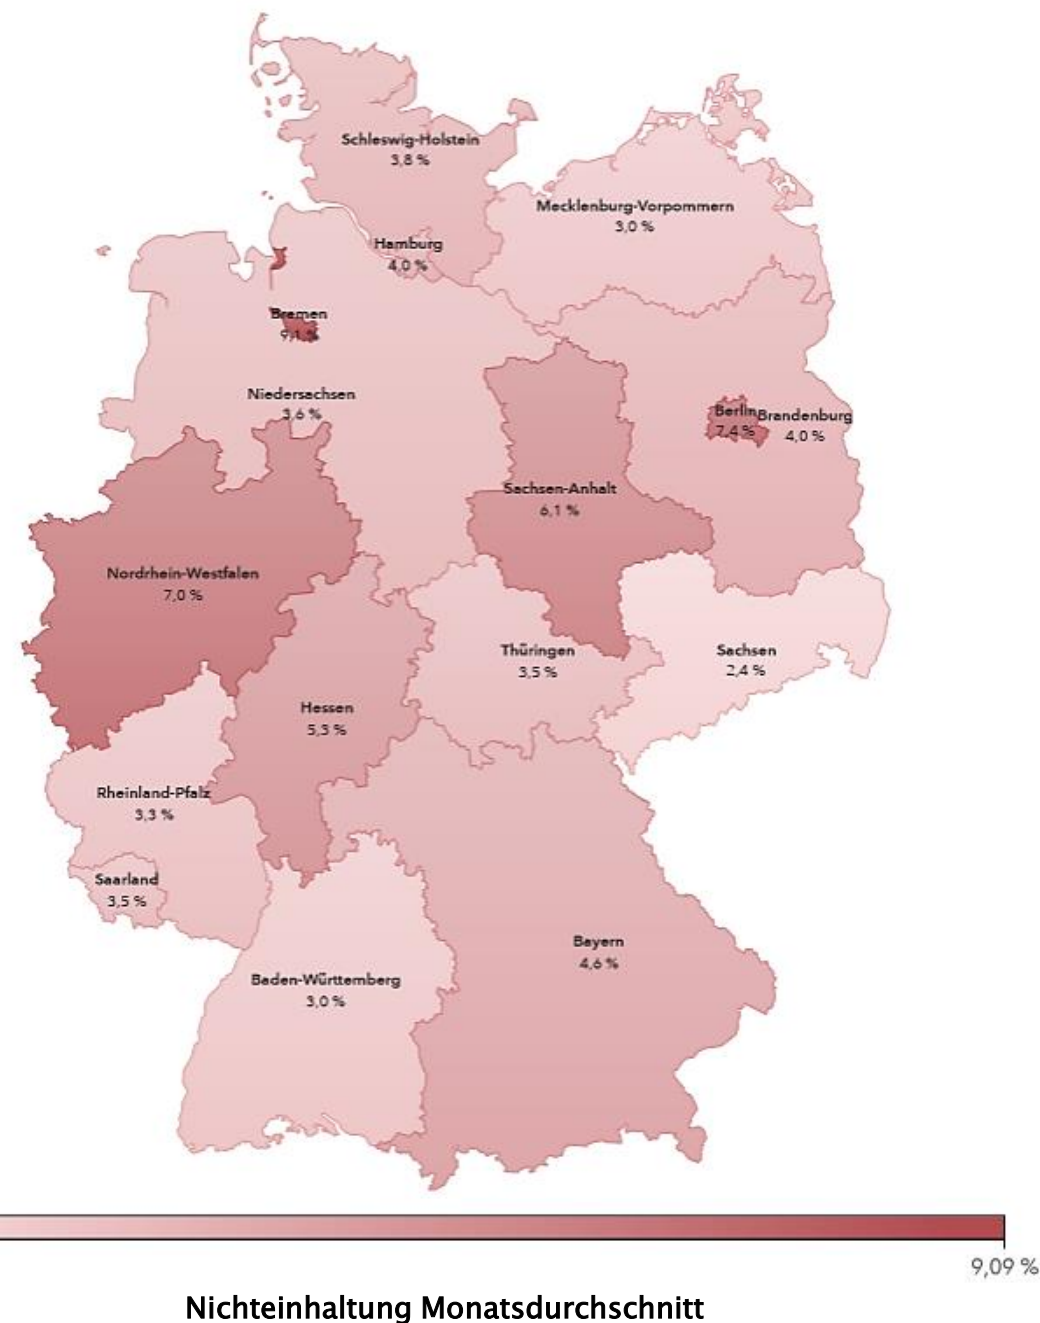 Schleswig-Holstein
3,8 %
Mecklenburg-Vorpommern
3,0 %
Hamburg
4,0 %
Bremen
9,1 %
Niedersachsen
3,6 %
Berlin
7,4 %
Brandenburg
4,0 %
Sachsen-Anhalt
6,1 %
Nordrhein-Westfalen
7,0 %
Thüringen
3,5 %
Sachsen
2,4 %
Hessen
5,3 %
Rheinland-Pfalz
3,3 %
Saarland
3,5 %
Bayern
4,6 %
Baden-Württemberg
3,0 %
9,09 %
Nichteinhaltung Monatsdurchschnitt